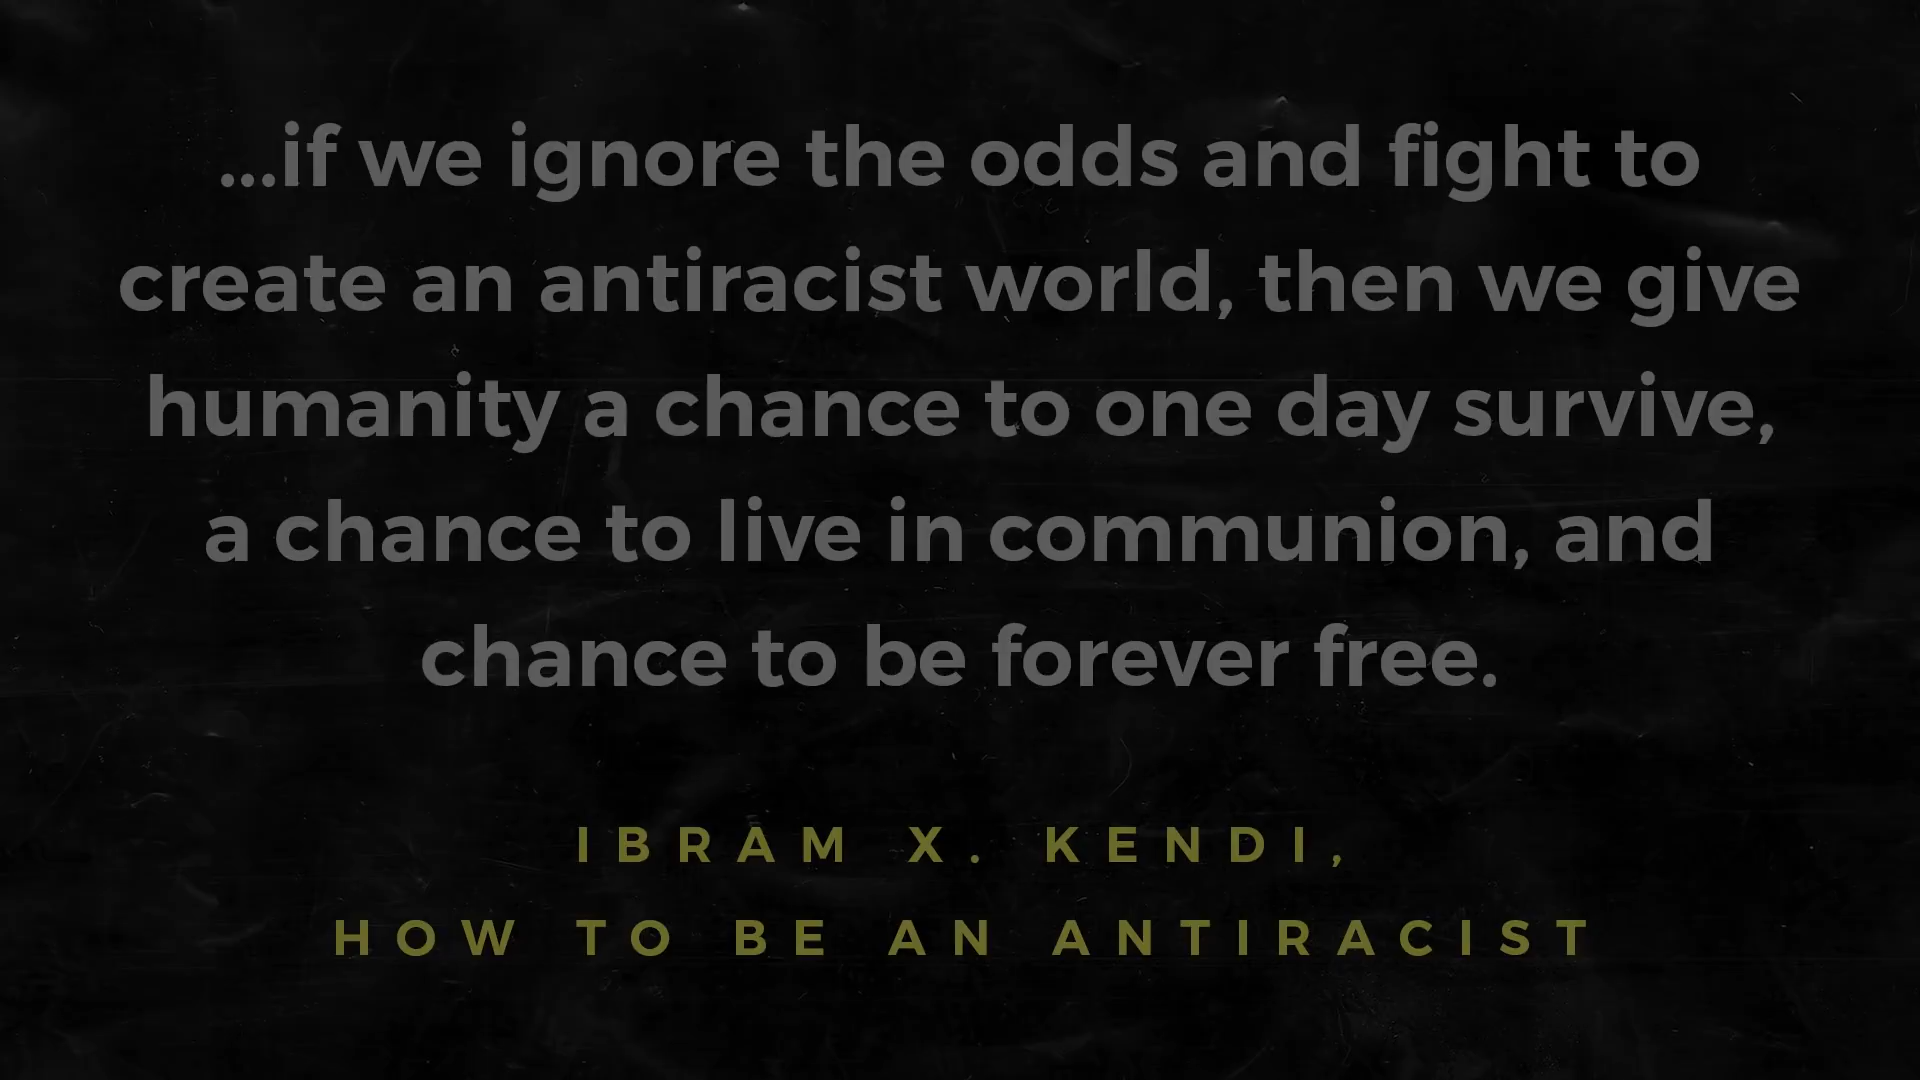 ...if we ignore the odds and fight to
create an antiracist world, then we give
humanity a chance to one day survive,
a chance to live in communion, and
chance to be forever free.
IBRAM X. KENDI,
HOW TO BE AN ANTIRACIST